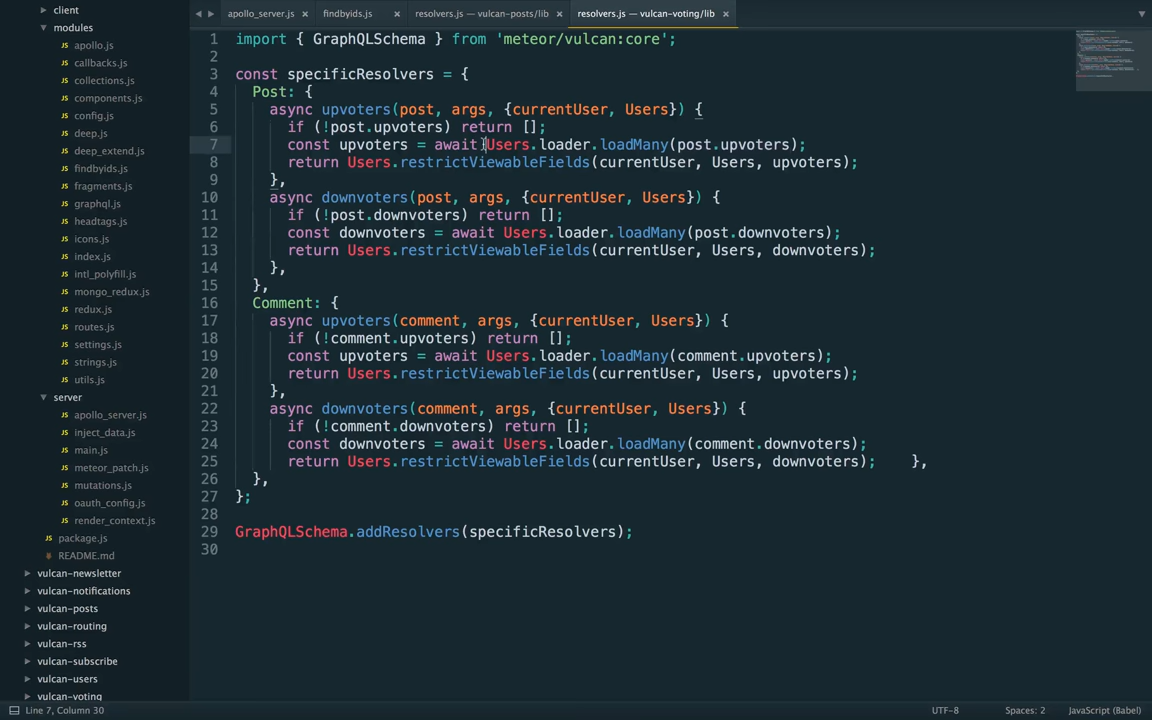 client
modules
apollo.js
callbacks.js
collections.js
components.js
config.js
deep.js
deep_extend.js
findbyids.js
fragments.js
graphql.js
headtags.js
icons.js
index.js
intl_polyfill.js
mongo_redux.js
redux.js
routes.js
settings.js
strings.js
utils.js
server
apollo_server.js
inject_data.js
main.js
meteor_patch.js
mutations.js
oauth_config.js
render_context.js
package.js
README.md
vulcan-newsletter
vulcan-notifications
vulcan-posts
vulcan-routing
vulcan-rss
vulcan-subscribe
vulcan-users
vulcan-voting
apollo_server.js × findbyids.js × resolvers.js — vulcan-posts/lib × resolvers.js — vulcan-voting/lib ×
1 import { GraphQLSchema } from 'meteor/vulcan:core';
2
3 const specificResolvers = {
4 Post: {
5 async upvoters(post, args, {currentUser, Users}) {
6 if (!post.upvoters) return [];
7 const upvoters = await Users.loader.loadMany(post.upvoters);
8 return Users.restrictViewableFields(currentUser, Users, upvoters);
9 },
10 async downvoters(post, args, {currentUser, Users}) {
11 if (!post.downvoters) return [];
12 const downvoters = await Users.loader.loadMany(post.downvoters);
13 return Users.restrictViewableFields(currentUser, Users, downvoters);
14 },
15 },
16 Comment: {
17 async upvoters(comment, args, {currentUser, Users}) {
18 if (!comment.upvoters) return [];
19 const upvoters = await Users.loader.loadMany(comment.upvoters);
20 return Users.restrictViewableFields(currentUser, Users, upvoters);
21 },
22 async downvoters(comment, args, {currentUser, Users}) {
23 if (!comment.downvoters) return [];
24 const downvoters = await Users.loader.loadMany(comment.downvoters);
25 return Users.restrictViewableFields(currentUser, Users, downvoters); },
26 },
27 };
28
29 GraphQLSchema.addResolvers(specificResolvers);
30
Line 7, Column 30 UTF-8 Spaces: 2 JavaScript (Babel)